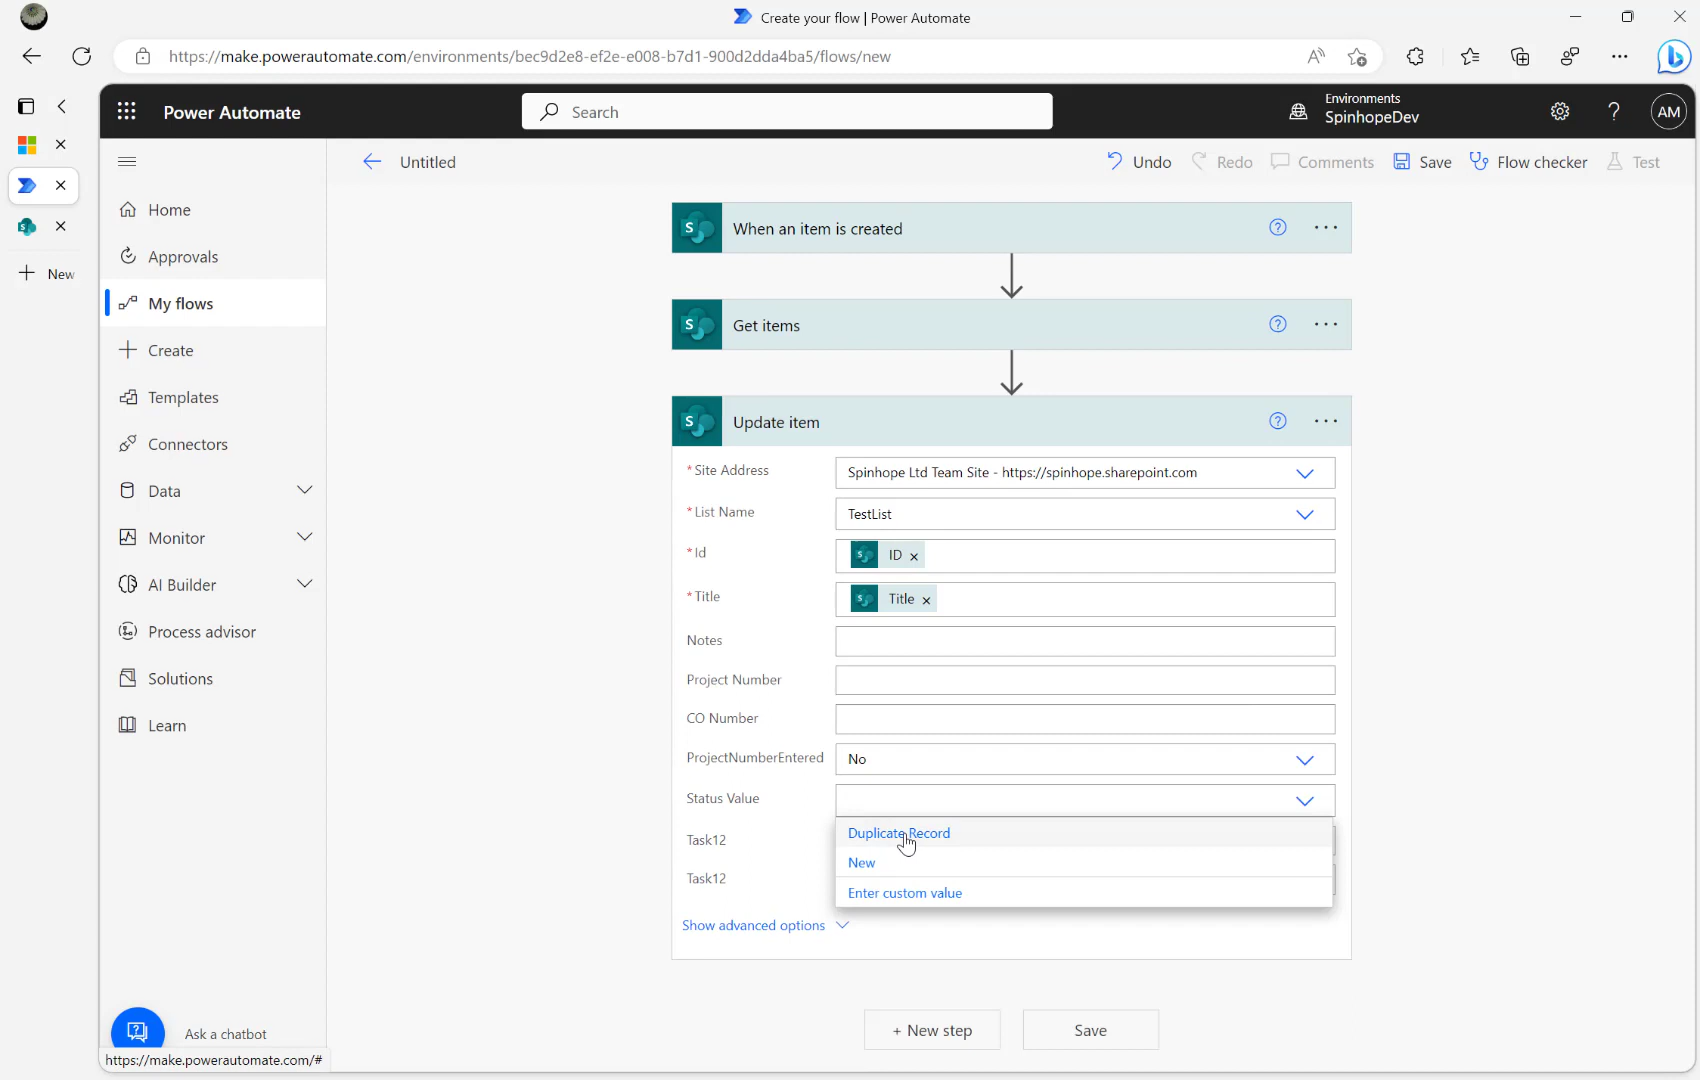 Create your flow | Power Automate
https://make.powerautomate.com/environments/bec9d2e8-ef2e-e008-b7d1-900d2dda4ba5/flows/new
Power Automate
Search
Environments
SpinhopeDev
?
AM
Untitled
Undo
Redo
Comments
Save
Flow checker
Test
New
Home
Approvals
My flows
Create
Templates
Connectors
Data
Monitor
AI Builder
Process advisor
Solutions
Learn
Ask a chatbot
https://make.powerautomate.com/#
When an item is created
Get items
Update item
* Site Address
Spinhope Ltd Team Site - https://spinhope.sharepoint.com
* List Name
TestList
* Id
ID ×
* Title
Title ×
Notes
Project Number
CO Number
ProjectNumberEntered
No
Status Value
Duplicate Record
New
Enter custom value
Task12
Task12
Show advanced options
+ New step
Save